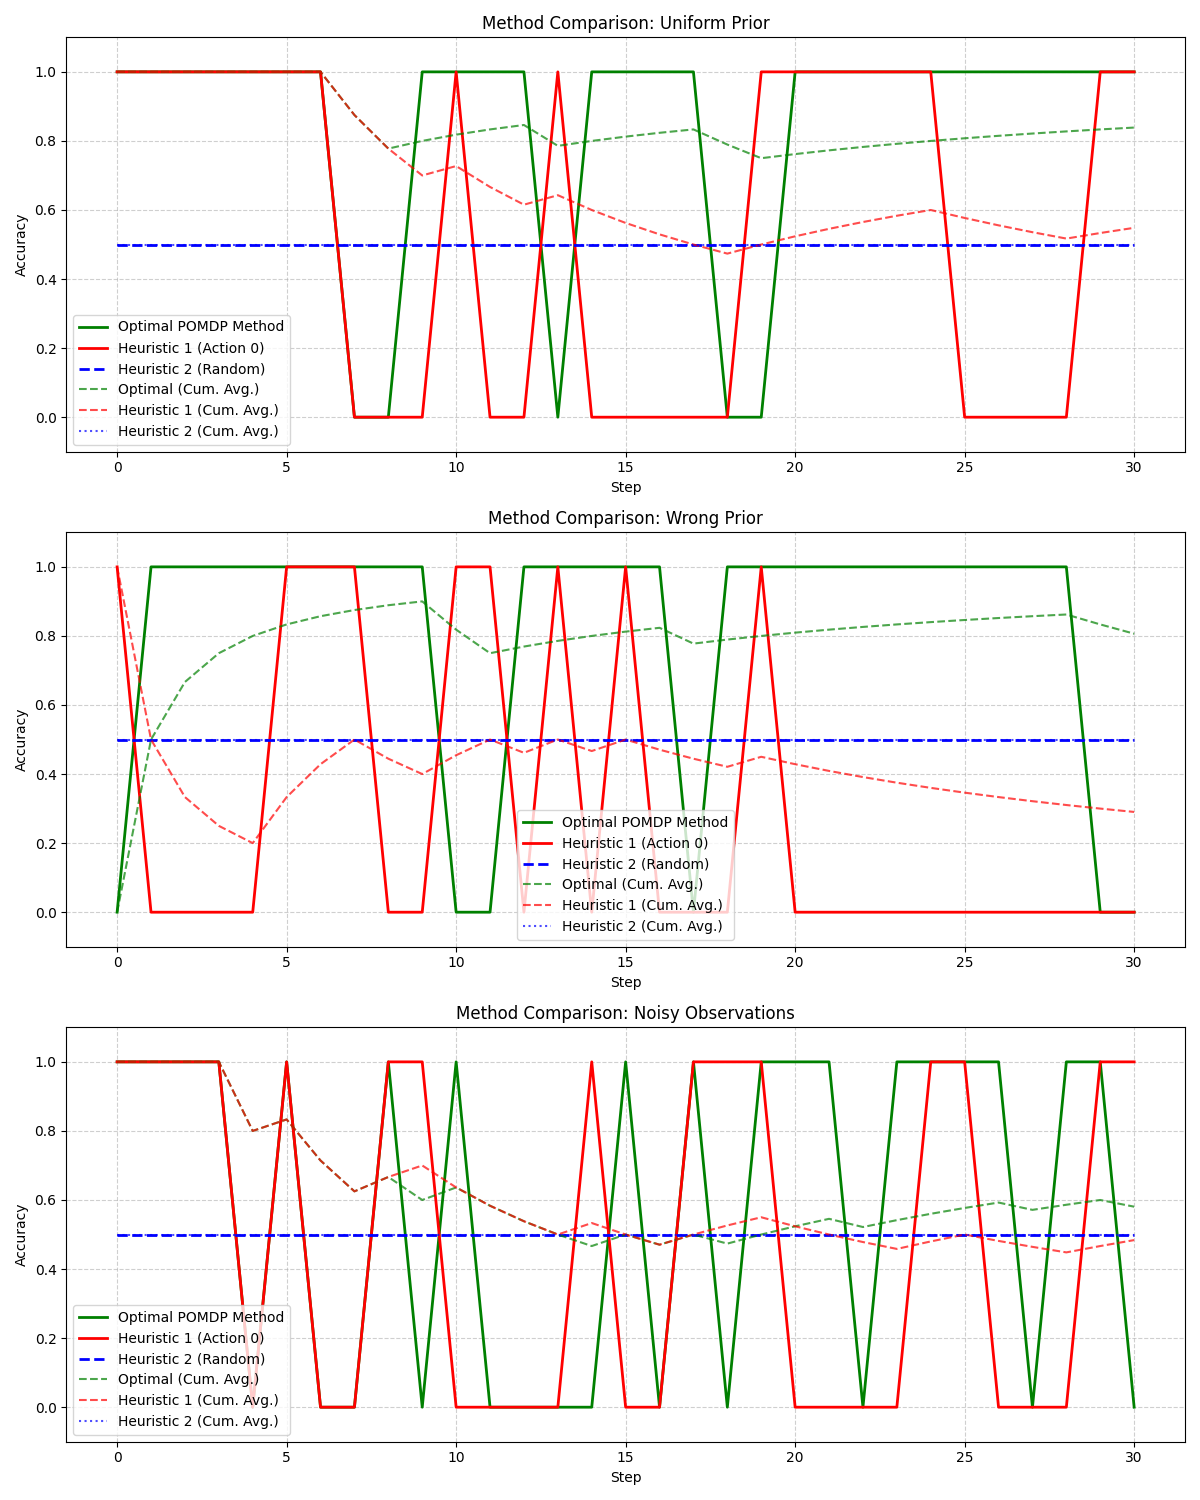 Method Comparison: Uniform Prior
1.0
0.8
0.6
0.4
0.2
0.0
Accuracy
Optimal POMDP Method
Heuristic 1 (Action 0)
Heuristic 2 (Random)
Optimal (Cum. Avg.)
Heuristic 1 (Cum. Avg.)
Heuristic 2 (Cum. Avg.)
0 5 10 15 20 25 30
Step
Method Comparison: Wrong Prior
1.0
0.8
0.6
0.4
0.2
0.0
Accuracy
Optimal POMDP Method
Heuristic 1 (Action 0)
Heuristic 2 (Random)
Optimal (Cum. Avg.)
Heuristic 1 (Cum. Avg.)
Heuristic 2 (Cum. Avg.)
0 5 10 15 20 25 30
Step
Method Comparison: Noisy Observations
1.0
0.8
0.6
0.4
0.2
0.0
Accuracy
Optimal POMDP Method
Heuristic 1 (Action 0)
Heuristic 2 (Random)
Optimal (Cum. Avg.)
Heuristic 1 (Cum. Avg.)
Heuristic 2 (Cum. Avg.)
0 5 10 15 20 25 30
Step